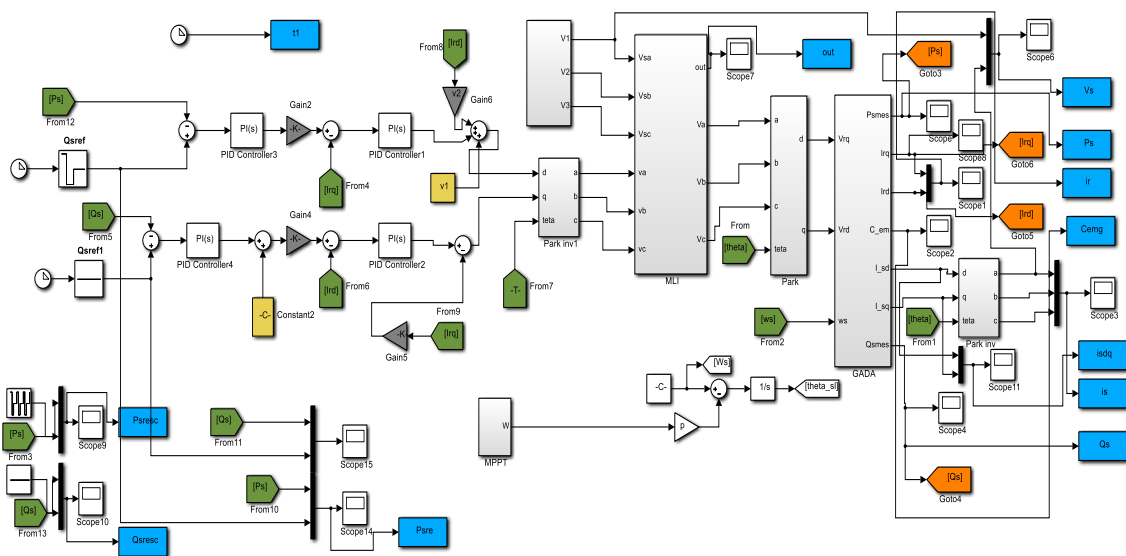 t1
[Ps]
From12
Qsref
PI(s)
PID Controller3
Gain2
-K-
[Irq]
From4
PI(s)
PID Controller1
From8
[Ird]
v2
Gain6
v1
[Qs]
From5
Qsref1
PI(s)
PID Controller4
Gain4
-K-
-C-
Constant2
[Ird]
From6
PI(s)
PID Controller2
From9
-K
Gain5
[Irq]
d
q
teta
a
b
c
Park inv1
-T-
From7
V1
V2
V3
Vsa
Vsb
Vsc
va
vb
vc
out
Va
Vb
Vc
MLI
Scope7
out
From
[theta]
a
b
c
teta
d
q
Park
[ws]
From2
Vrq
Vrd
ws
Psmes
Irq
Ird
C_em
I_sd
I_sq
Qsmes
GADA
[Ps]
Goto3
Scope6
Vs
Scope
Scope8
[Irq]
Goto6
Ps
Scope1
ir
[Ird]
Goto5
Scope2
Cemg
d
q
teta
a
b
c
Park inv
[theta]
From1
Scope3
Scope11
isdq
is
Scope4
Qs
[Qs]
Goto4
-C-
[Ws]
1/s
[theta_sl]
p
W
MPPT
[Ps]
From3
Scope9
Psresc
[Qs]
From13
Scope10
Qsresc
[Qs]
From11
Scope15
[Ps]
From10
Scope14
Psre